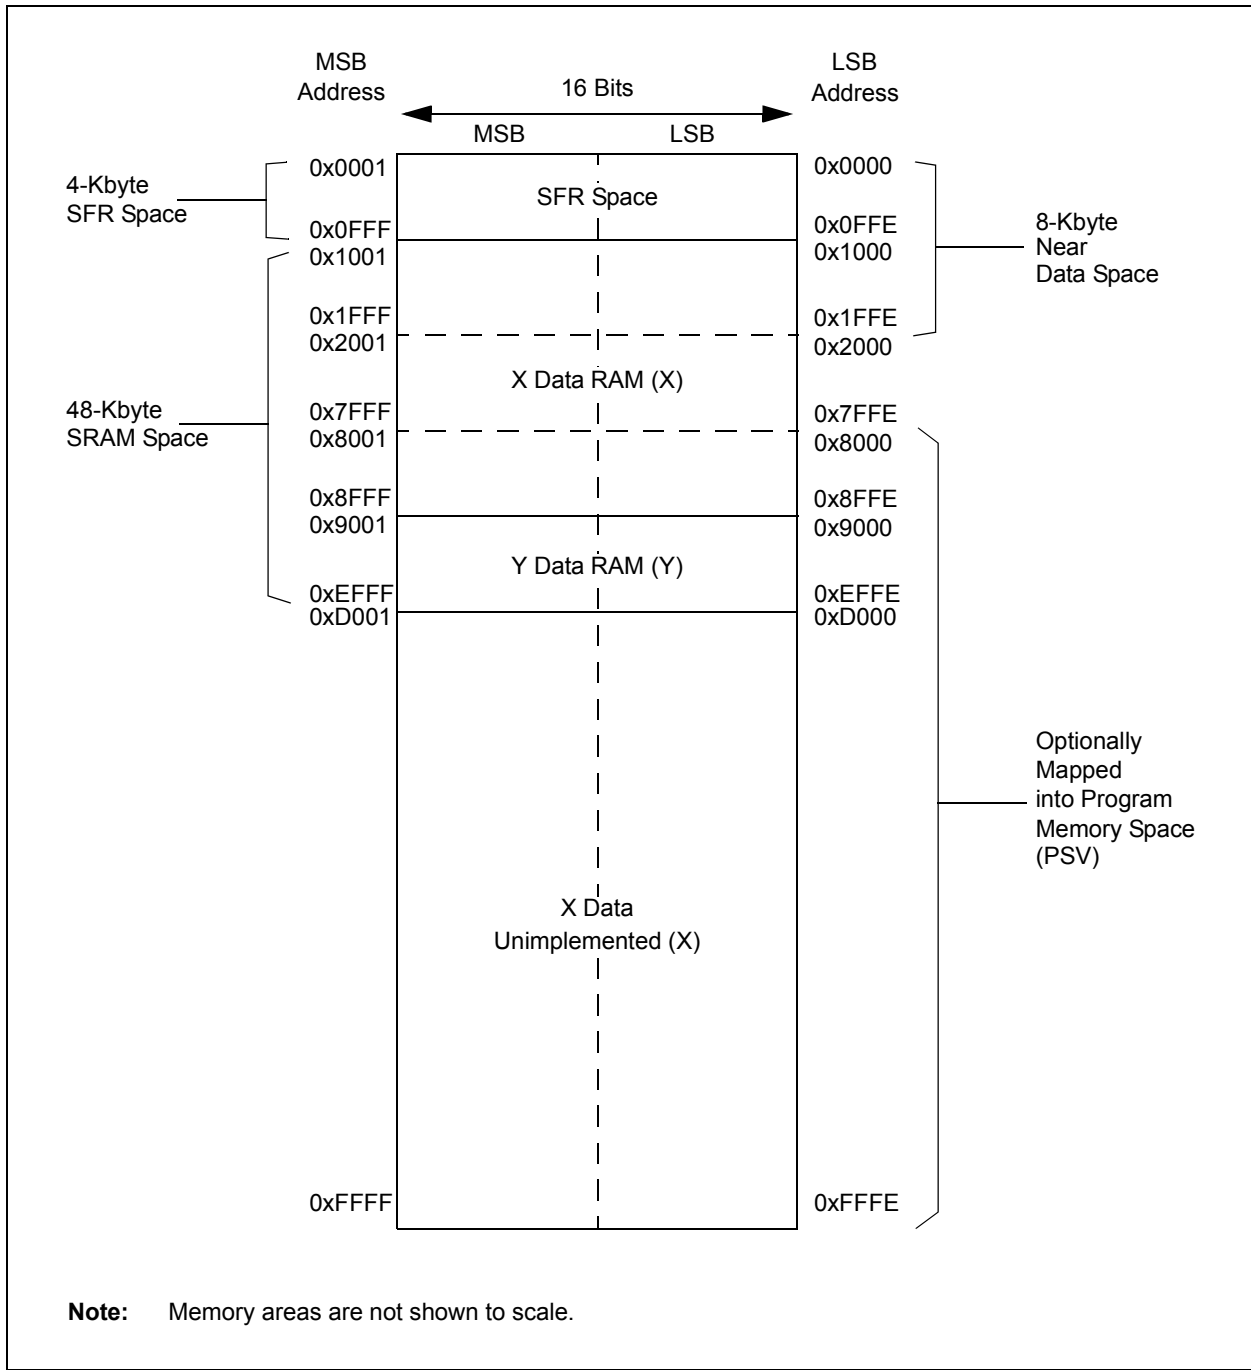 MSB
Address
LSB
Address
16 Bits
MSB
LSB
0x0001
0x0000
4-Kbyte
SFR Space
SFR Space
0x0FFF
0x0FFE
0x1001
0x1000
8-Kbyte
Near
Data Space
0x1FFF
0x1FFE
0x2001
0x2000
X Data RAM (X)
48-Kbyte
SRAM Space
0x7FFF
0x7FFE
0x8001
0x8000
0x8FFF
0x8FFE
0x9001
0x9000
Y Data RAM (Y)
0xEFFF
0xEFFE
0xD001
0xD000
Optionally
Mapped
into Program
Memory Space
(PSV)
X Data
Unimplemented (X)
0xFFFF
0xFFFE
Note: Memory areas are not shown to scale.